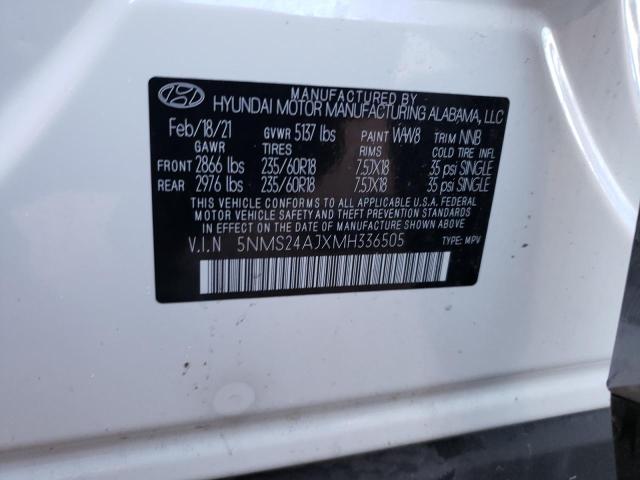 MANUFACTURED BY
HYUNDAI MOTOR MANUFACTURING ALABAMA, LLC
Feb/18/21 GVWR 5137 lbs PAINT WAW8 TRIM NNB
GAWR TIRES RIMS COLD TIRE INFL
FRONT 2866 lbs 235/60R18 7.5JX18 35 psi SINGLE
REAR 2976 lbs 235/60R18 7.5JX18 35 psi SINGLE
THIS VEHICLE CONFORMS TO ALL APPLICABLE U.S.A. FEDERAL
MOTOR VEHICLE SAFETY AND THEFT PREVENTION STANDARDS IN
EFFECT ON THE DATE OF MANUFACTURE SHOWN ABOVE.
V.I.N 5NMS24AJXMH336505
TYPE: MPV